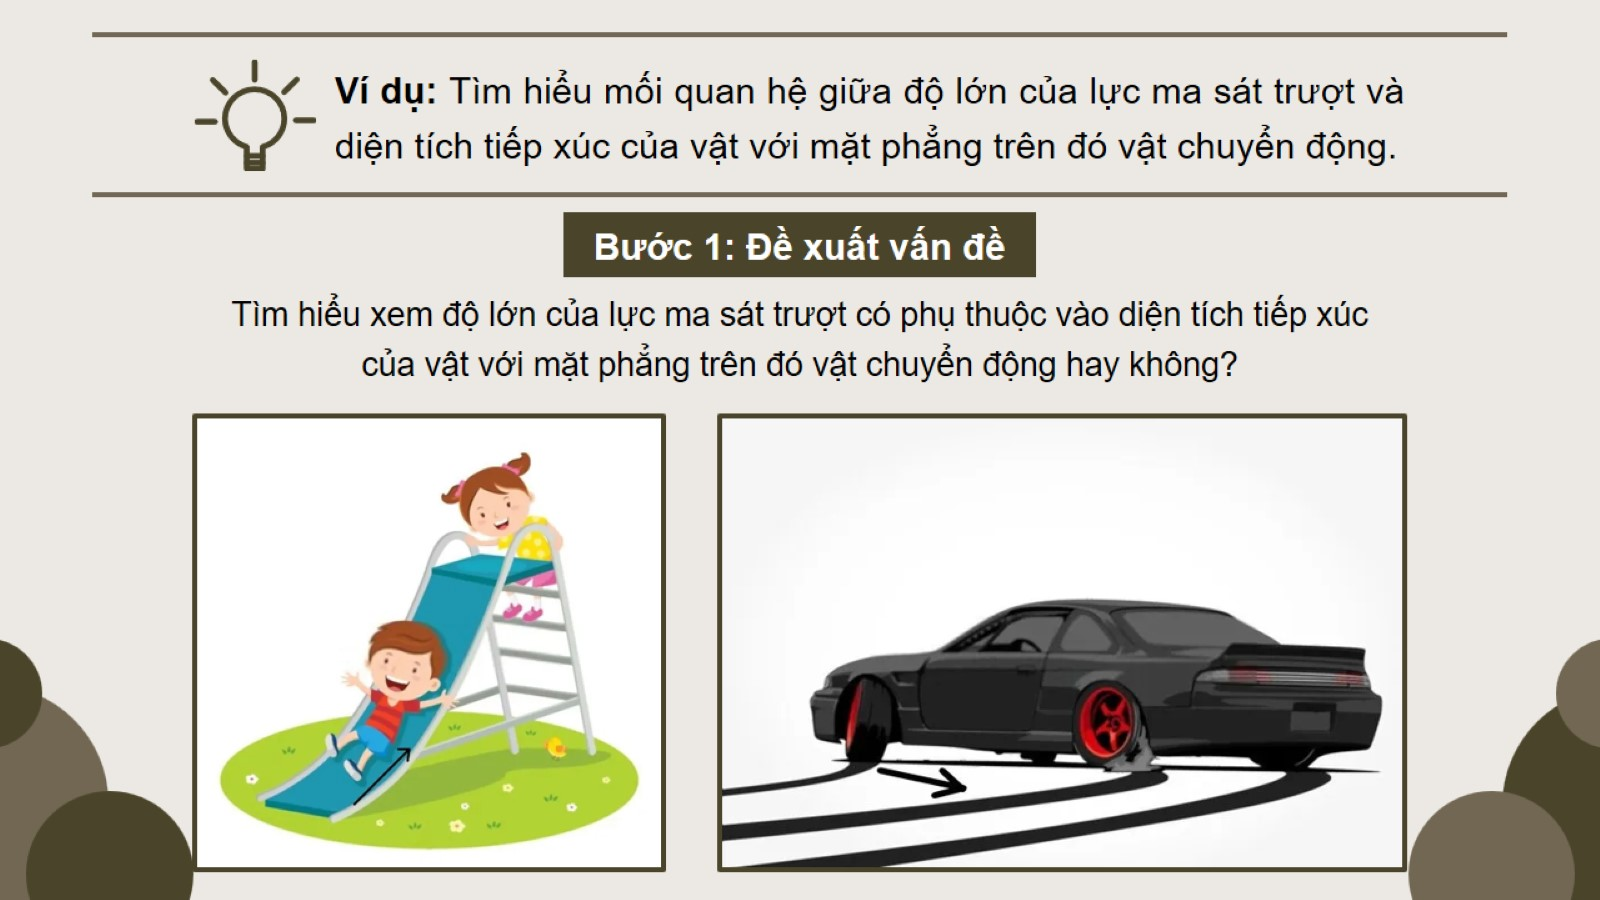 Ví dụ: Tìm hiểu mối quan hệ giữa độ lớn của lực ma sát trượt và
diện tích tiếp xúc của vật với mặt phẳng trên đó vật chuyển động.
Bước 1: Đề xuất vấn đề
Tìm hiểu xem độ lớn của lực ma sát trượt có phụ thuộc vào diện tích tiếp xúc
của vật với mặt phẳng trên đó vật chuyển động hay không?